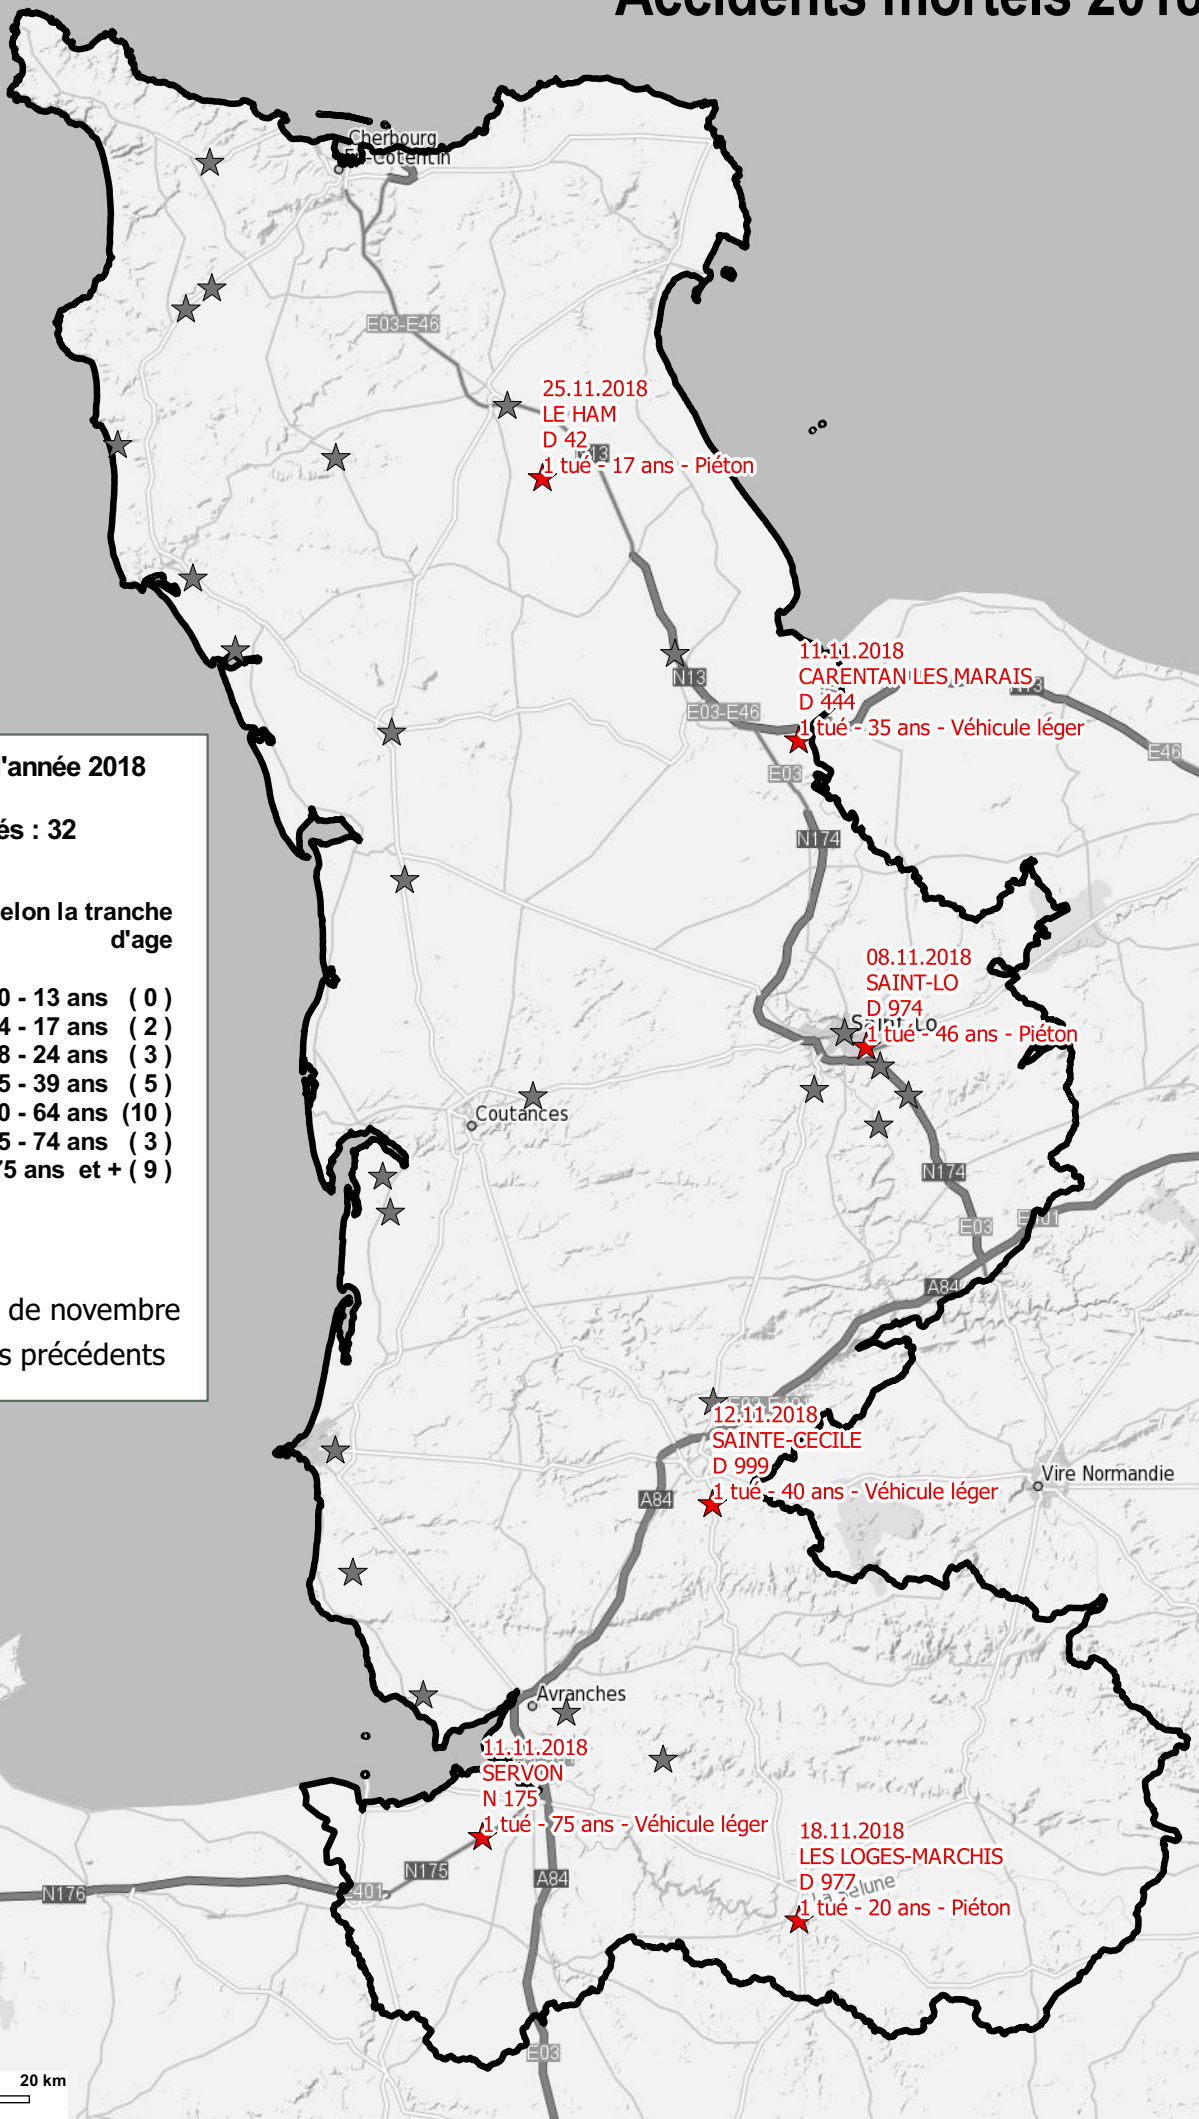 Accidents mortels 2018
Cherbourg
En-Cotentin
E03-E46
25.11.2018
LE HAM
D 42
1 tué - 17 ans - Piéton
11.11.2018
CARENTAN LES MARAIS
D 444
1 tué - 35 ans - Véhicule léger
N13
N13
E03-E46
E46
E03
N174
l'année 2018
és : 32
elon la tranche
d'age
0 - 13 ans ( 0 )
4 - 17 ans ( 2 )
8 - 24 ans ( 3 )
5 - 39 ans ( 5 )
0 - 64 ans (10 )
5 - 74 ans ( 3 )
75 ans et + ( 9 )
de novembre
s précédents
08.11.2018
SAINT-LO
D 974
1 tué - 46 ans - Piéton
Saint-Lo
Coutances
N174
E03
E401
A84
12.11.2018
SAINTE-CECILE
D 999
1 tué - 40 ans - Véhicule léger
A84
Vire Normandie
Avranches
11.11.2018
SERVON
N 175
1 tué - 75 ans - Véhicule léger
18.11.2018
LES LOGES-MARCHIS
D 977
1 tué - 20 ans - Piéton
La Sélune
N175
A84
N176
E401
E03
20 km